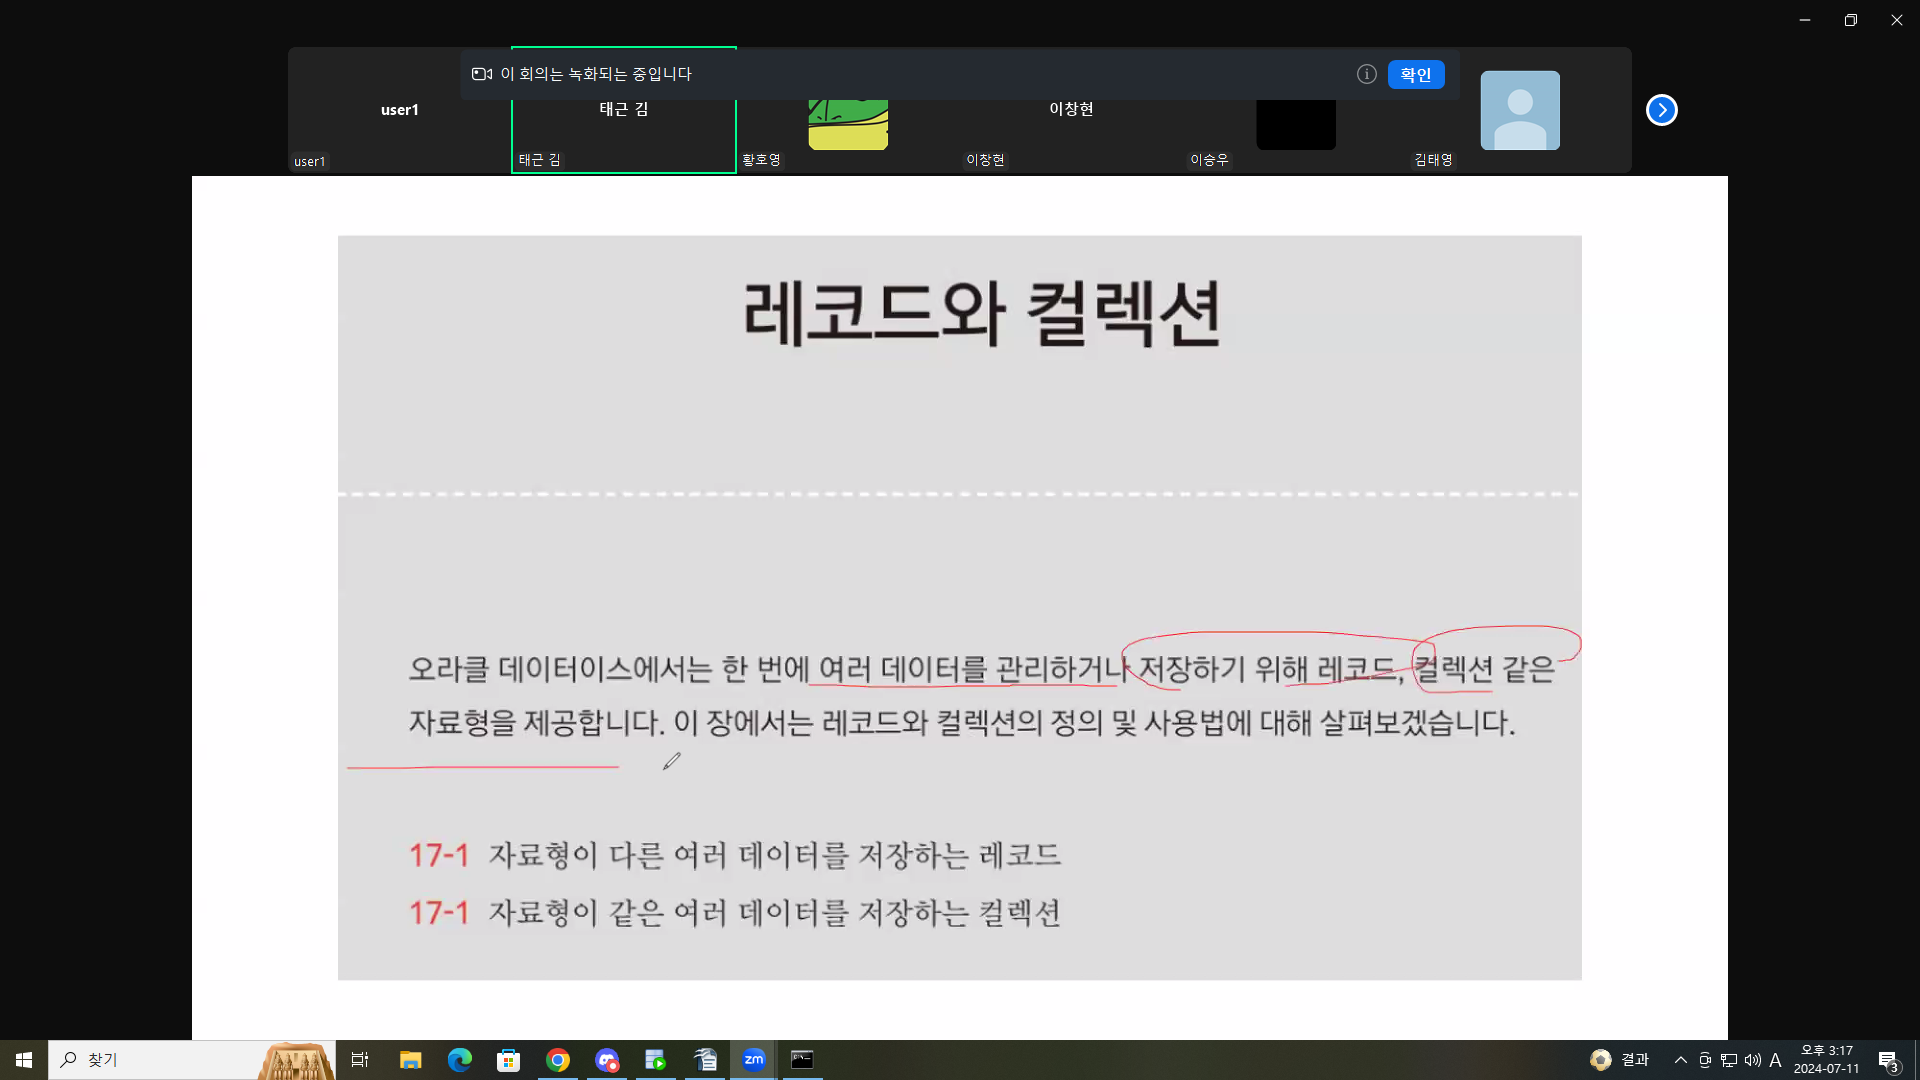 이 회의는 녹화되는 중입니다
확인
user1
태근 김
이창현
user1
태근 김
황호영
이창현
이승우
김태영
레코드와 컬렉션
오라클 데이터이스에서는 한 번에 여러 데이터를 관리하거나 저장하기 위해 레코드, 컬렉션 같은
자료형을 제공합니다. 이 장에서는 레코드와 컬렉션의 정의 및 사용법에 대해 살펴보겠습니다.
17-1 자료형이 다른 여러 데이터를 저장하는 레코드
17-1 자료형이 같은 여러 데이터를 저장하는 컬렉션
찾기
zm
결과
A
오후 3:17
2024-07-11
3